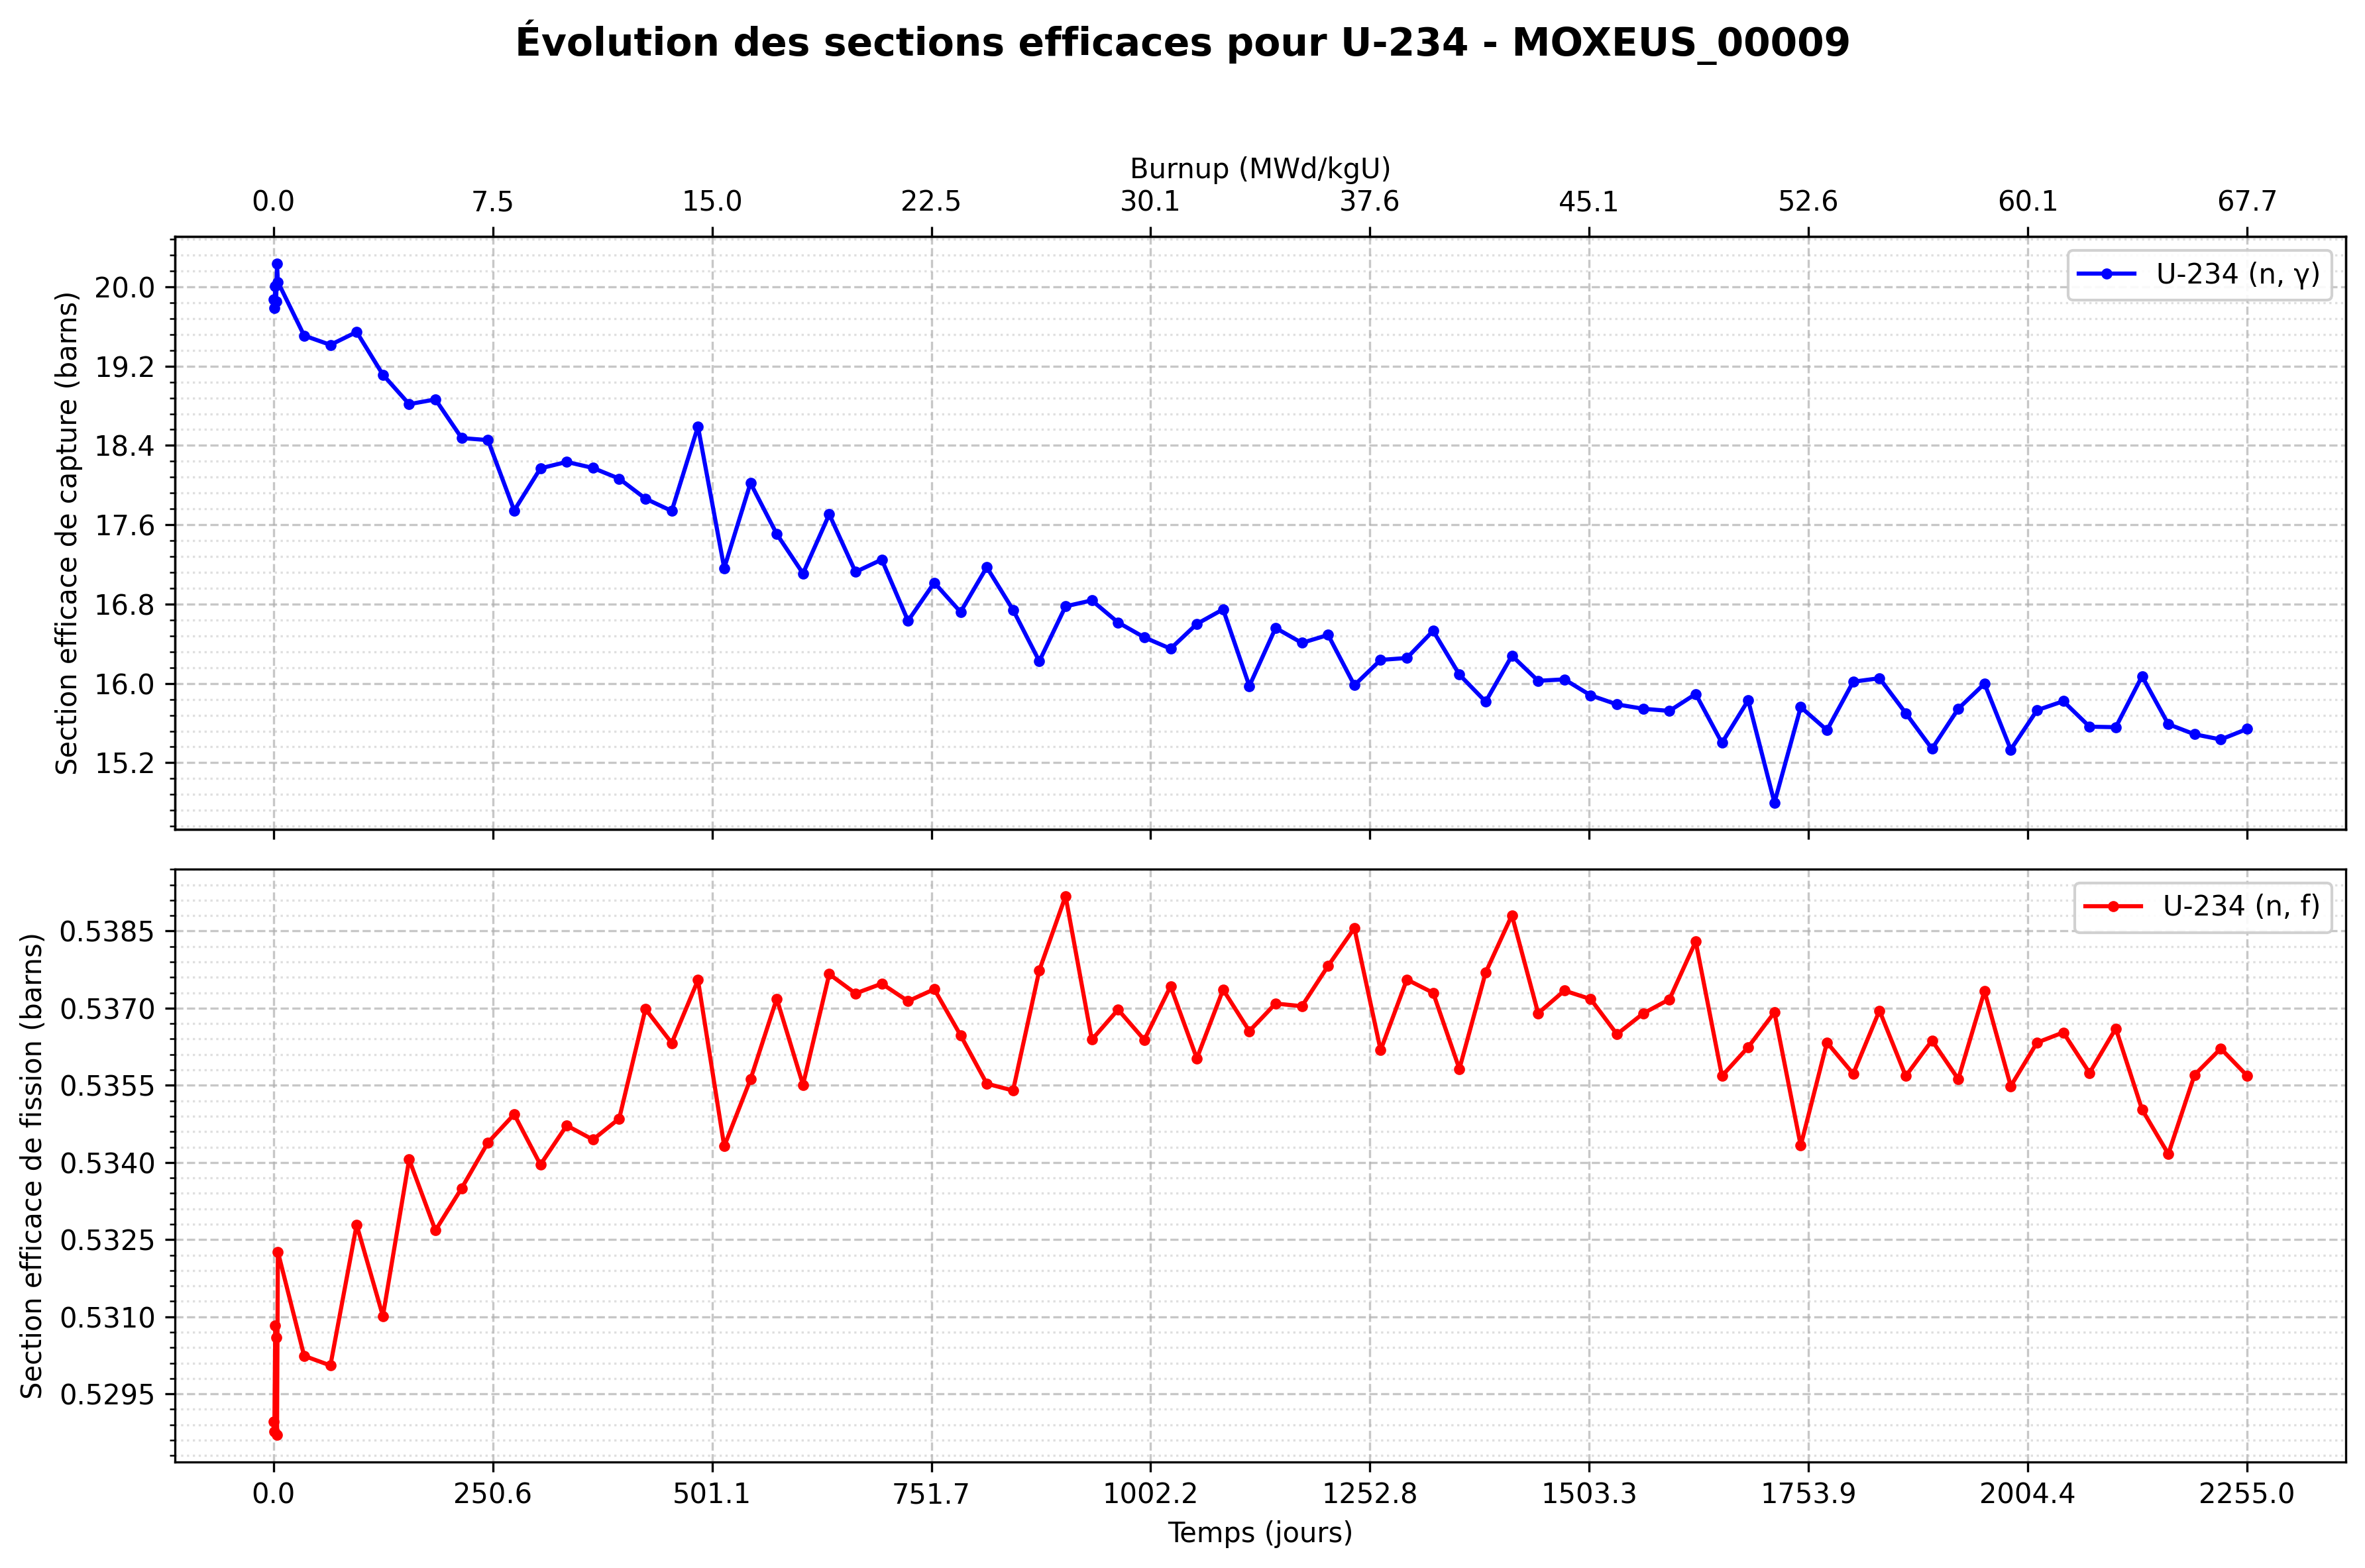 Évolution des sections efficaces pour U-234 - MOXEUS_00009
Burnup (MWd/kgU)
0.0 7.5 15.0 22.5 30.1 37.6 45.1 52.6 60.1 67.7
Section efficace de capture (barns)
20.0
19.2
18.4
17.6
16.8
16.0
15.2
U-234 (n, γ)
Section efficace de fission (barns)
0.5385
0.5370
0.5355
0.5340
0.5325
0.5310
0.5295
U-234 (n, f)
0.0 250.6 501.1 751.7 1002.2 1252.8 1503.3 1753.9 2004.4 2255.0
Temps (jours)